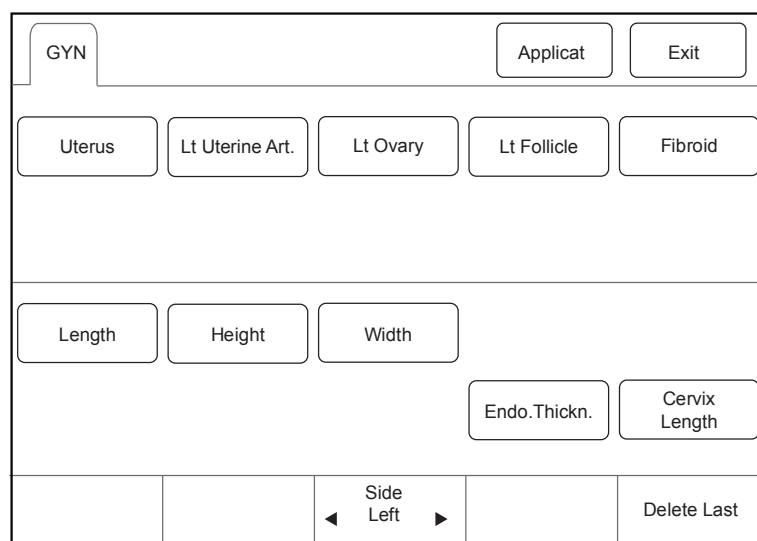 GYN
Applicat
Exit
Uterus
Lt Uterine Art.
Lt Ovary
Lt Follicle
Fibroid
Length
Height
Width
Endo.Thickn.
Cervix
Length
Side
Left
Delete Last